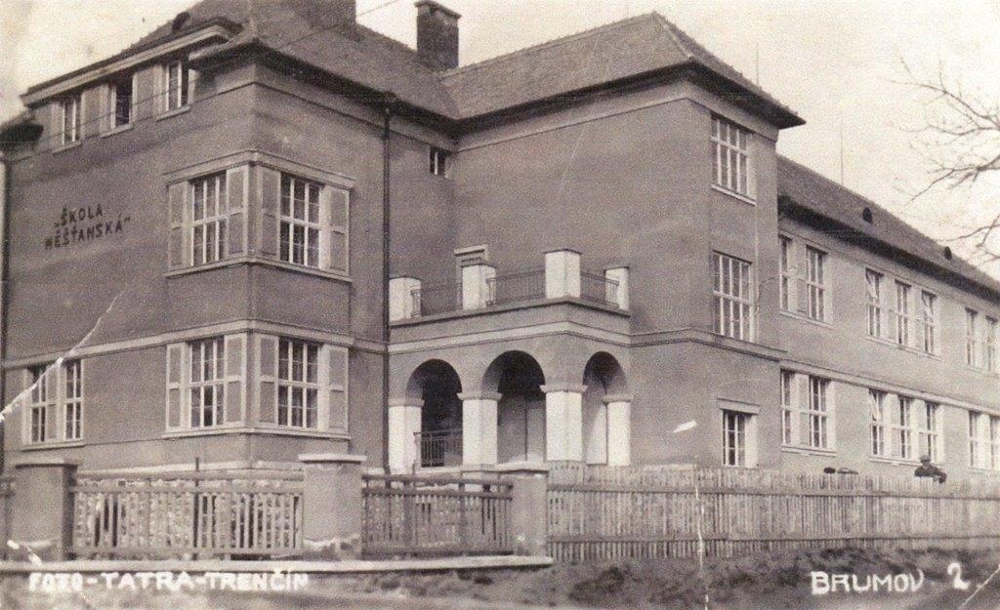 „ŠKOLA
MĚŠŤANSKÁ"
FOTO-TATRA-TRENČÍN
BRUMOV 2